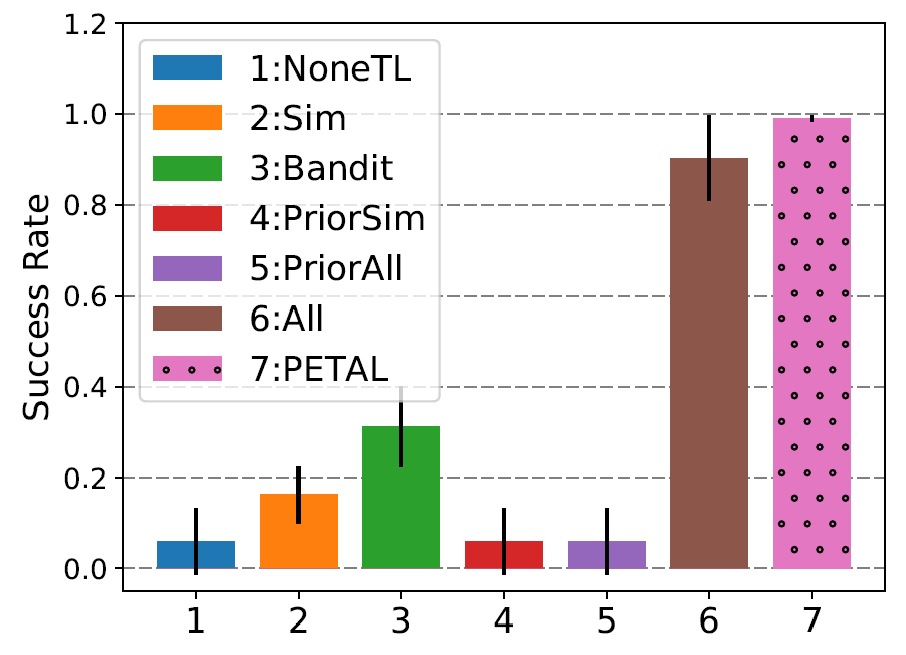 1.2
1.0
0.8
0.6
0.4
0.2
0.0
Success Rate
1:NoneTL
2:Sim
3:Bandit
4:PriorSim
5:PriorAll
6:All
7:PETAL
1 2 3 4 5 6 7